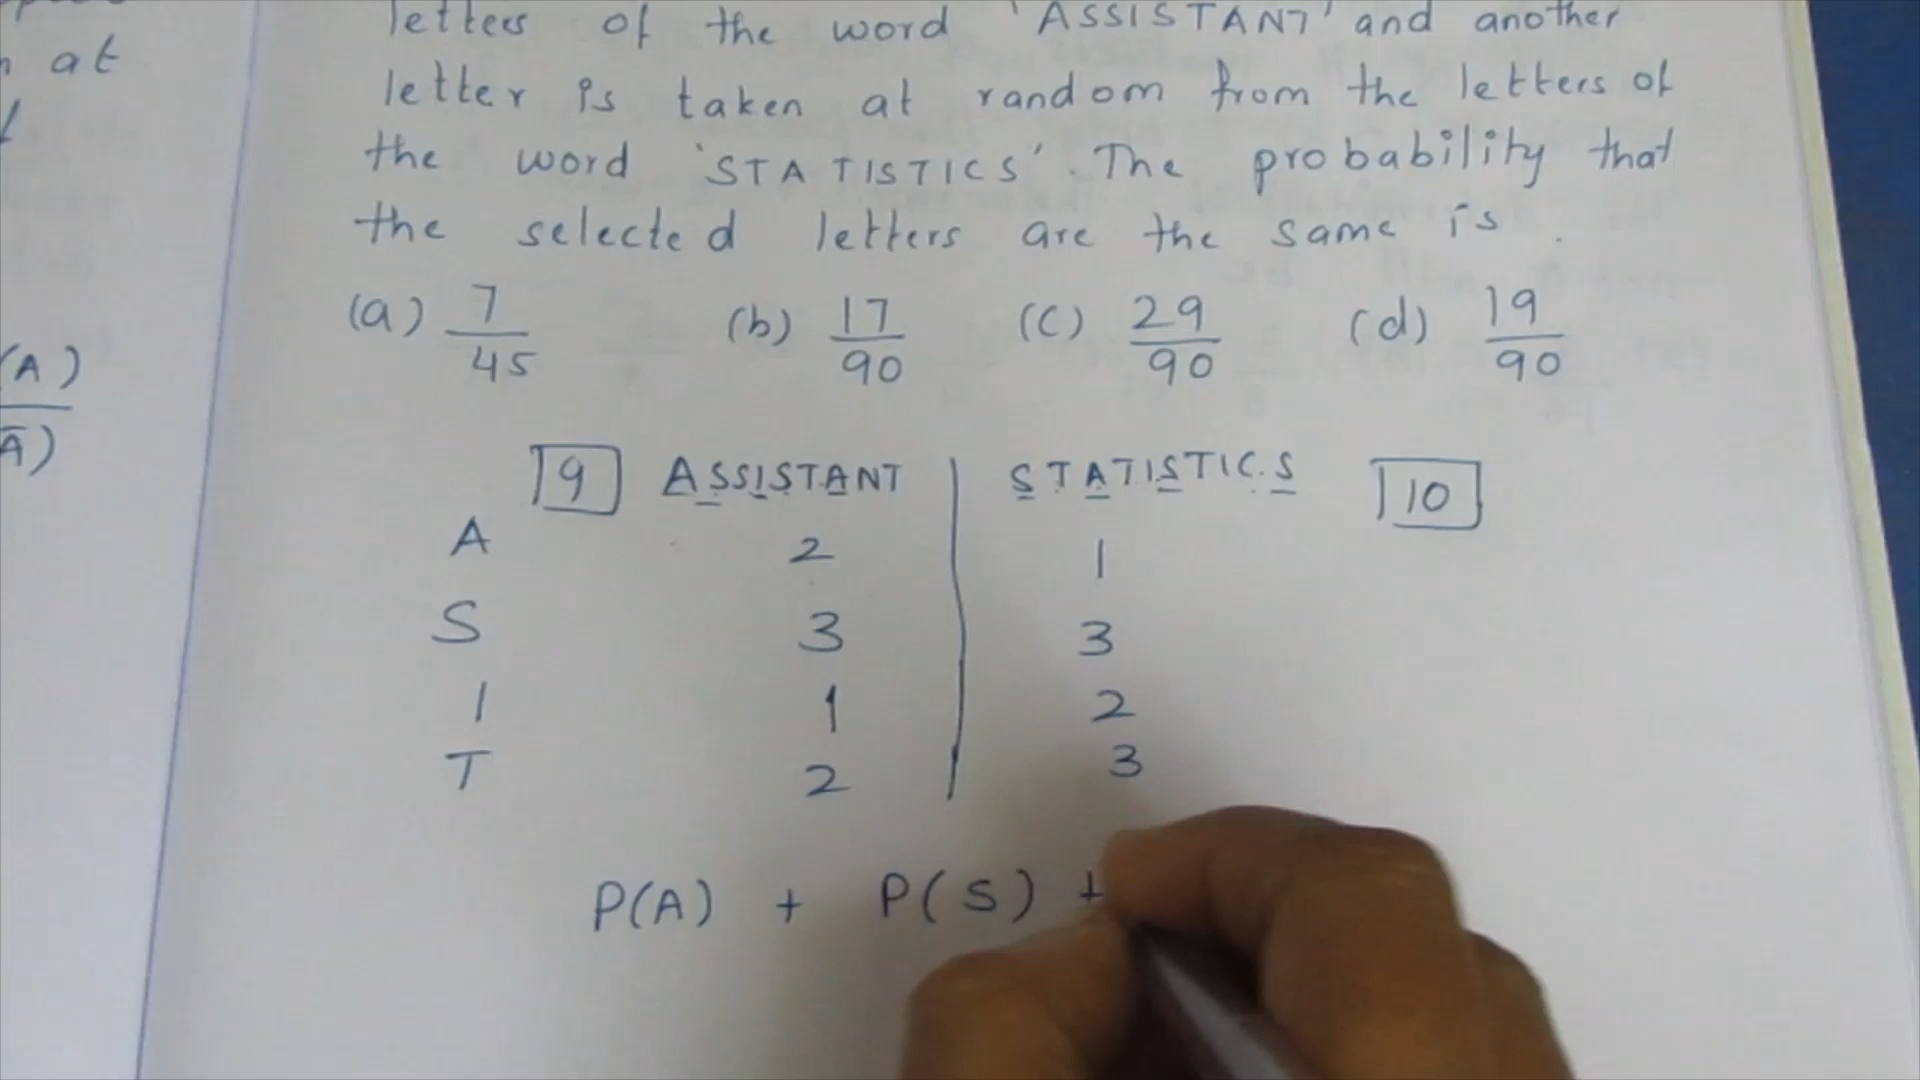 at
(A)
Ā)
letters of the word 'ASSISTANT' and another
letter is taken at random from the letters of
the word 'STATISTICS'. The probability that
the selected letters are the same is
(a) 7/45 (b) 17/90 (c) 29/90 (d) 19/90
9 ASSISTANT STATISTICS 10
A 2 1
S 3 3
I 1 2
T 2 3
P(A) + P(S) +